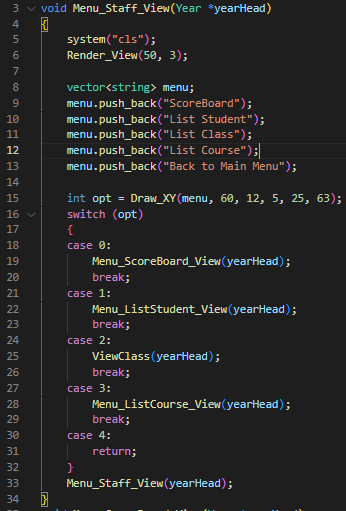 3 void Menu_Staff_View(Year *yearHead)
4 {
5     system("cls");
6     Render_View(50, 3);
7
8     vector<string> menu;
9     menu.push_back("ScoreBoard");
10     menu.push_back("List Student");
11     menu.push_back("List Class");
12     menu.push_back("List Course");
13     menu.push_back("Back to Main Menu");
14
15     int opt = Draw_XY(menu, 60, 12, 5, 25, 63);
16     switch (opt)
17     {
18     case 0:
19         Menu_ScoreBoard_View(yearHead);
20         break;
21     case 1:
22         Menu_ListStudent_View(yearHead);
23         break;
24     case 2:
25         ViewClass(yearHead);
26         break;
27     case 3:
28         Menu_ListCourse_View(yearHead);
29         break;
30     case 4:
31         return;
32     }
33     Menu_Staff_View(yearHead);
34 }